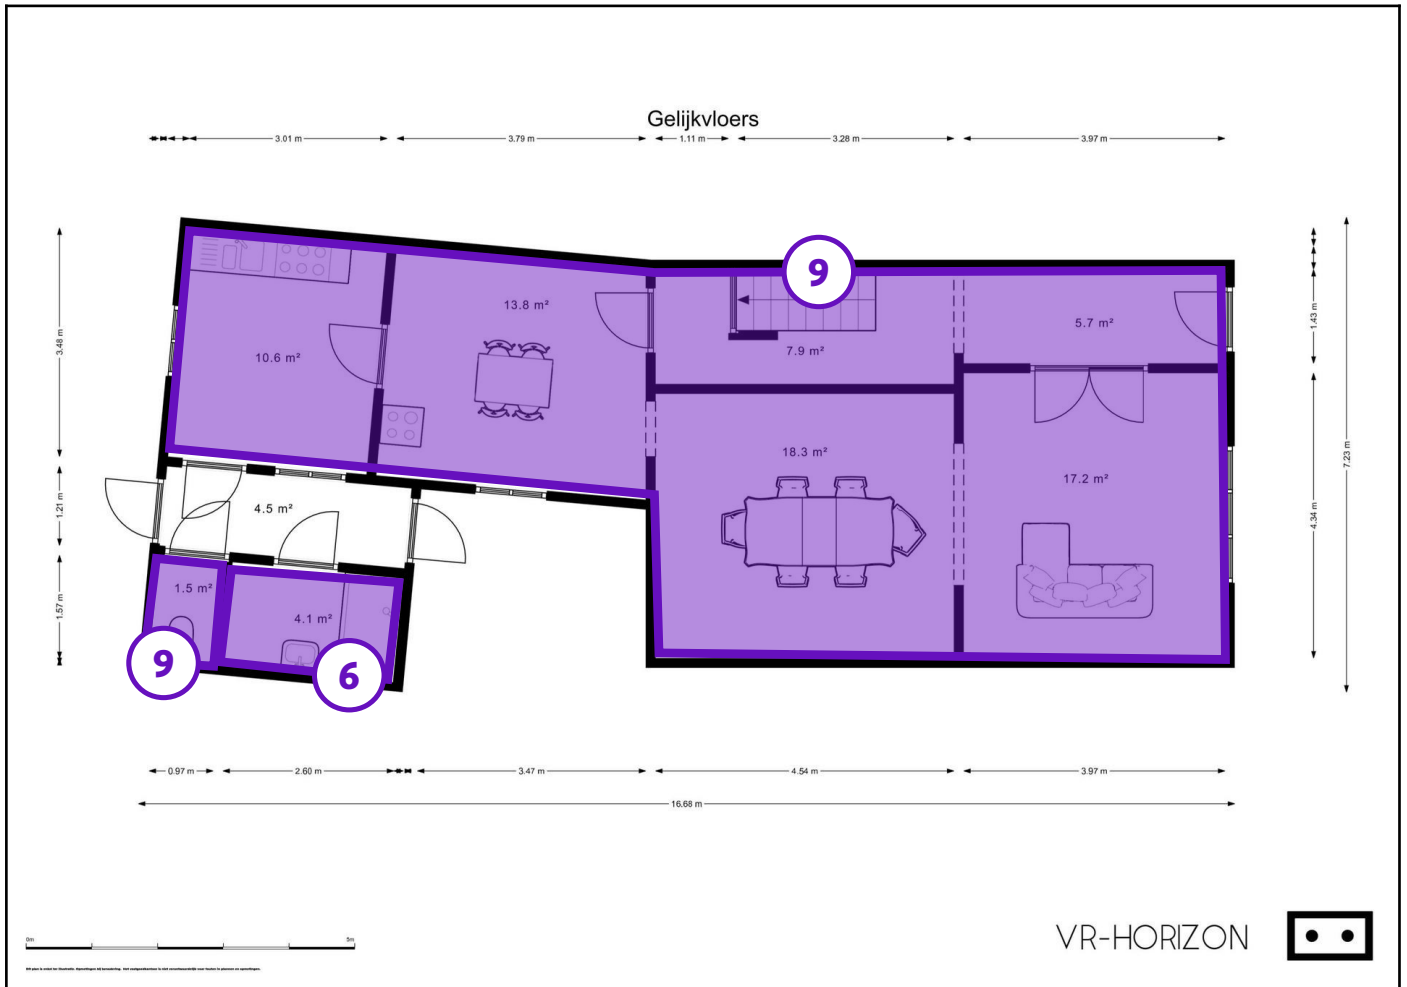 Gelijkvloers
3.01 m
3.79 m
1.11 m
3.28 m
3.97 m
9
13.8 m²
5.7 m²
10.6 m²
7.9 m²
18.3 m²
17.2 m²
4.5 m²
1.5 m²
4.1 m²
9
6
3.48 m
1.21 m
1.57 m
1.43 m
4.34 m
7.23 m
0.97 m
2.60 m
3.47 m
4.54 m
3.97 m
16.68 m
0m
5m
VR-HORIZON